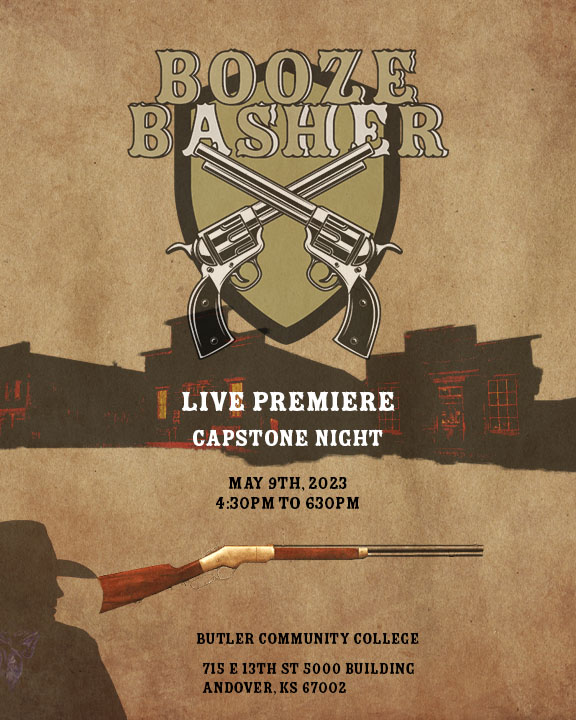 BOOZE
BASHER
LIVE PREMIERE
CAPSTONE NIGHT
MAY 9TH, 2023
4:30PM TO 630PM
BUTLER COMMUNITY COLLEGE
715 E 13TH ST 5000 BUILDING
ANDOVER, KS 67002